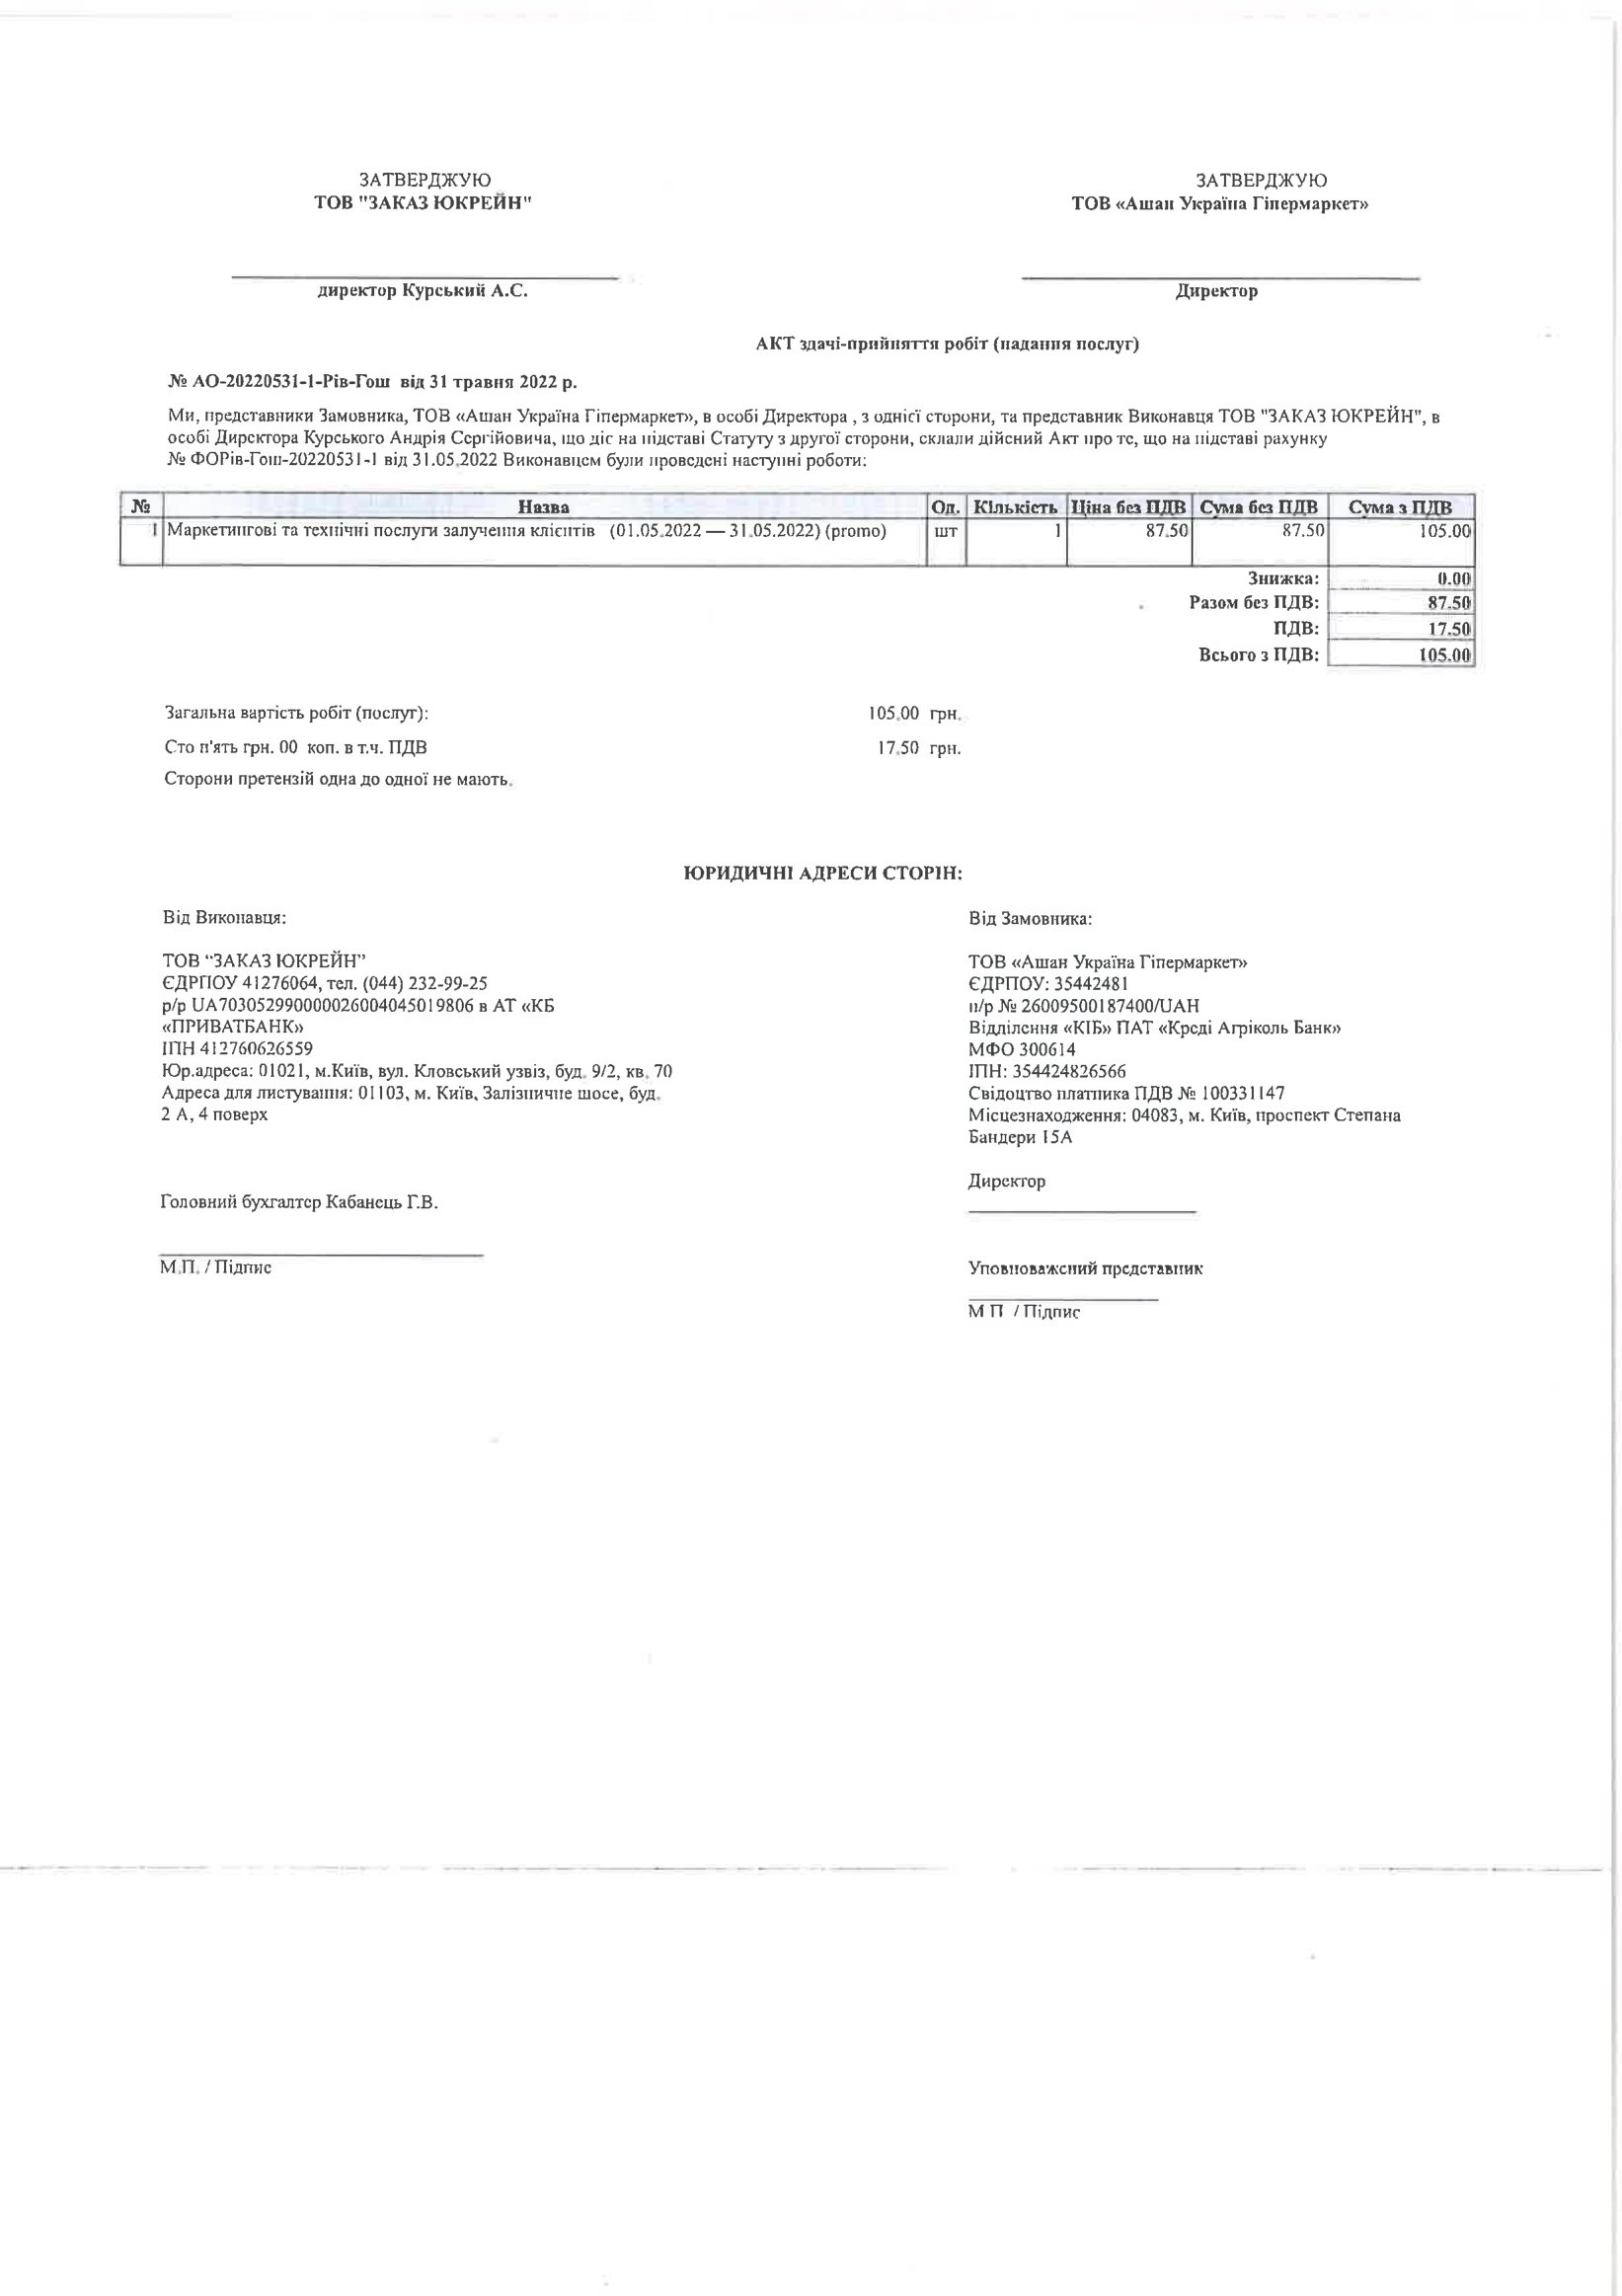 ЗАТВЕРДЖУЮ
ТОВ "ЗАКАЗ ЮКРЕЙН"
ЗАТВЕРДЖУЮ
ТОВ «Ашан Україна Гіпермаркет»
директор Курський А.С.
Директор
АКТ здачі-прийняття робіт (надання послуг)
№ АО-20220531-1-Рів-Гош від 31 травня 2022 р.
Ми, представники Замовника, ТОВ «Ашан Україна Гіпермаркет», в особі Директора , з однієї сторони, та представник Виконавця ТОВ "ЗАКАЗ ЮКРЕЙН", в
особі Директора Курського Андрія Сергійовича, що діє на підставі Статуту з другої сторони, склали дійсний Акт про те, що на підставі рахунку
№ ФОРів-Гош-20220531-1 від 31.05.2022 Виконавцем були проведені наступні роботи:
№ Назва Од. Кількість Ціна без ПДВ Сума без ПДВ Сума з ПДВ
1 Маркетингові та технічні послуги залучення клієнтів (01.05.2022 — 31.05.2022) (promo) шт 1 87.50 87.50 105.00
Знижка: 0.00
Разом без ПДВ: 87.50
ПДВ: 17.50
Всього з ПДВ: 105.00
Загальна вартість робіт (послуг): 105.00 грн.
Сто п'ять грн. 00 коп. в т.ч. ПДВ 17.50 грн.
Сторони претензій одна до одної не мають.
ЮРИДИЧНІ АДРЕСИ СТОРІН:
Від Виконавця:
ТОВ "ЗАКАЗ ЮКРЕЙН"
ЄДРПОУ 41276064, тел. (044) 232-99-25
р/р UA703052990000026004045019806 в АТ «КБ
«ПРИВАТБАНК»
ІПН 412760626559
Юр.адреса: 01021, м.Київ, вул. Кловський узвіз, буд. 9/2, кв. 70
Адреса для листування: 01103, м. Київ, Залізничне шосе, буд.
2 А, 4 поверх
Головний бухгалтер Кабанець Г.В.
М.П. / Підпис
Від Замовника:
ТОВ «Ашан Україна Гіпермаркет»
ЄДРПОУ: 35442481
п/р № 26009500187400/UAH
Відділення «КІБ» ПАТ «Креді Агріколь Банк»
МФО 300614
ІПН: 354424826566
Свідоцтво платника ПДВ № 100331147
Місцезнаходження: 04083, м. Київ, проспект Степана
Бандери 15А
Директор
Уповноважений представник
М П / Підпис